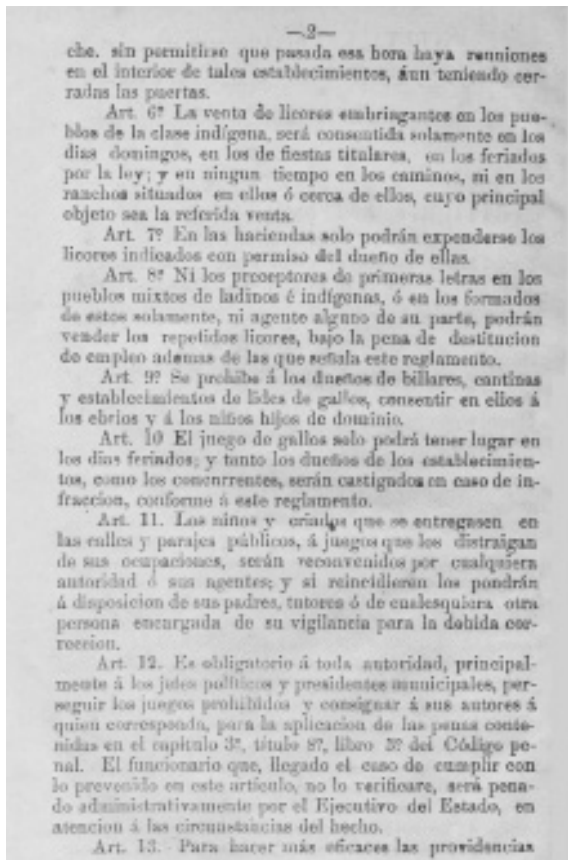 —2—
che. sin permitirse que pasada esa hora haya reuniones
en el interior de tales establecimientos, áun teniendo cer-
radas las puertas.
Art. 6º La venta de licores embriagantes en los pue-
blos de la clase indígena, será consentida solamente en los
dias domingos, en los de fiestas titulares, en los feriados
por la ley; y en ningun tiempo en los caminos, ni en los
ranchos situados en ellos ó cerca de ellos, cuyo principal
objeto sea la referida venta.
Art. 7º En las haciendas solo podrán expenderse los
licores indicados con permiso del dueño de ellas.
Art. 8º Ni los preceptores de primeras letras en los
pueblos mixtos de ladinos é indígenas, ó en los formados
de estos solamente, ni agente alguno de su parte, podrán
vender los repetidos licores, bajo la pena de destitucion
de empleo ademas de las que señala este reglamento.
Art. 9º Se prohibe á los dueños de billares, cantinas
y establecimientos de lides de gallos, consentir en ellos á
los ebrios y á los niños hijos de dominio.
Art. 10 El juego de gallos solo podrá tener lugar en
los dias feriados; y tanto los dueños de los establecimien-
tos, como los concurrentes, serán castigados en caso de in-
fraccion, conforme á este reglamento.
Art. 11. Los niños y criados que se entregasen en
las calles y parajes públicos, á juegos que los distraigan
de sus ocupaciones, serán reconvenidos por cualquiera
autoridad ó sus agentes; y si reincidieren los pondrán
á disposicion de sus padres, tutores ó de cualesquiera otra
persona encargada de su vigilancia para la debida cor-
reccion.
Art. 12. Es obligatorio á toda autoridad, principal-
mente á los jefes políticos y presidentes municipales, per-
seguir los juegos prohibidos y consignar á sus autores á
quien corresponda, para la aplicacion de las penas conte-
nidas en el capítulo 3º, título 8º, libro 3º del Código pe-
nal. El funcionario que, llegado el caso de cumplir con
lo prevenido en este artículo, no lo verificare, será pena-
do administrativamente por el Ejecutivo del Estado, en
atencion á las circunstancias del hecho.
Art. 13. Para hacer más eficaces las providencias